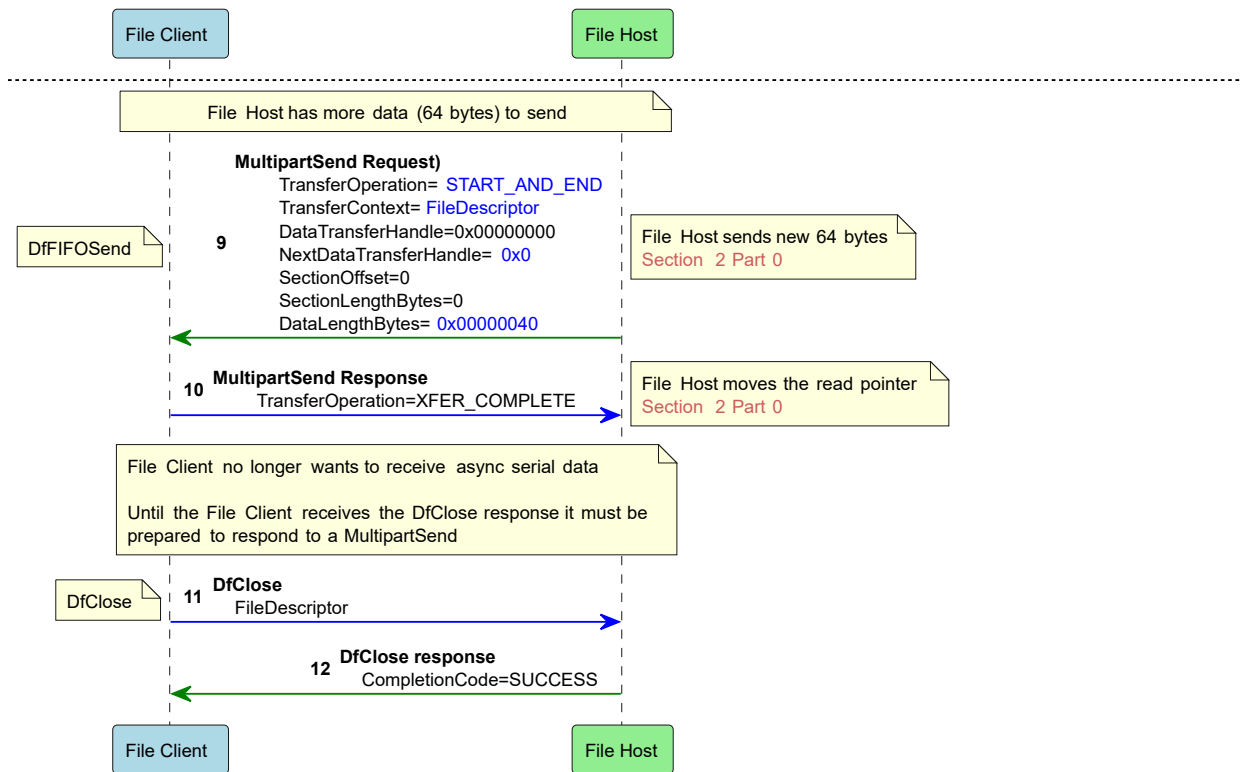 File Client
File Host
File Host has more data (64 bytes) to send
MultipartSend Request)
TransferOperation= START_AND_END
TransferContext= FileDescriptor
DataTransferHandle=0x00000000
NextDataTransferHandle= 0x0
SectionOffset=0
SectionLengthBytes=0
DataLengthBytes= 0x00000040
DfFIFOSend
9
File Host sends new 64 bytes
Section 2 Part 0
10
MultipartSend Response
TransferOperation=XFER_COMPLETE
File Host moves the read pointer
Section 2 Part 0
File Client no longer wants to receive async serial data
Until the File Client receives the DfClose response it must be
prepared to respond to a MultipartSend
DfClose
11
DfClose
FileDescriptor
12
DfClose response
CompletionCode=SUCCESS
File Client
File Host